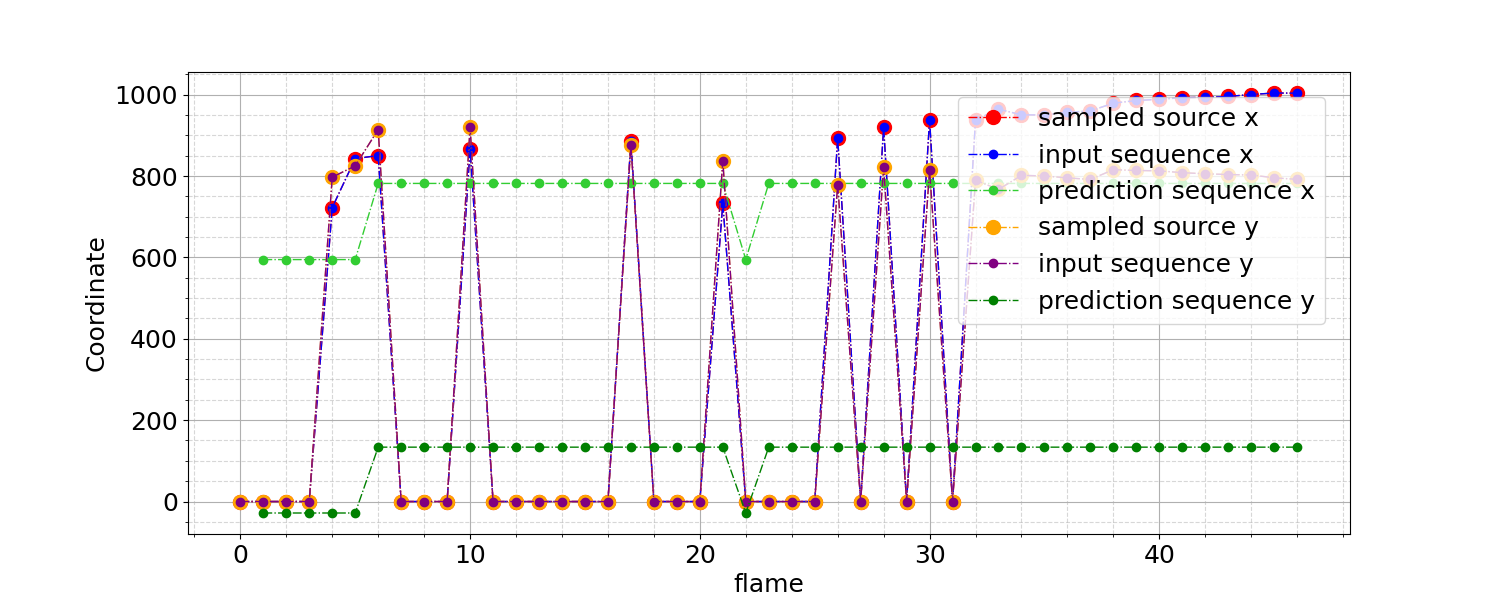 1000
800
600
400
200
0
Coordinate
0 10 20 30 40
flame
sampled source x
input sequence x
prediction sequence x
sampled source y
input sequence y
prediction sequence y